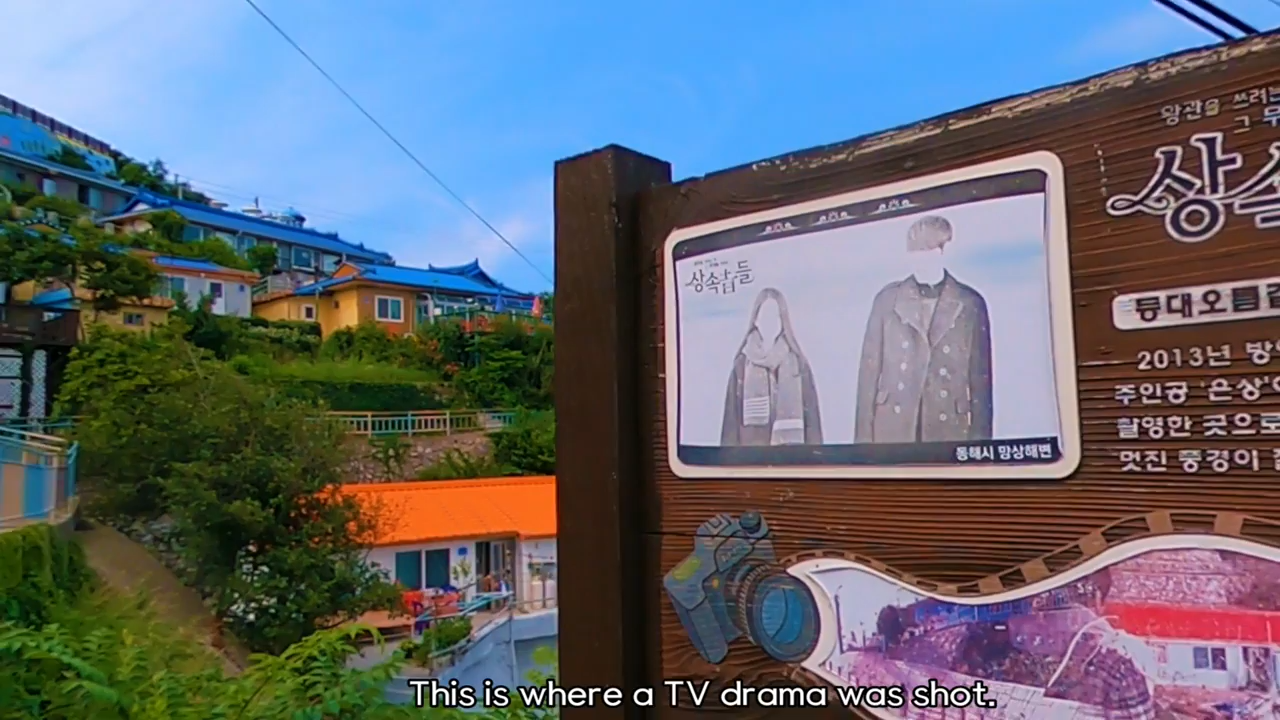 왕관을 쓰려는
그 무
상속
상속者들
동해시 망상해변
등대오름길
2013년 방영
주인공 '은상'이
촬영한 곳으로
멋진 풍경이
This is where a TV drama was shot.